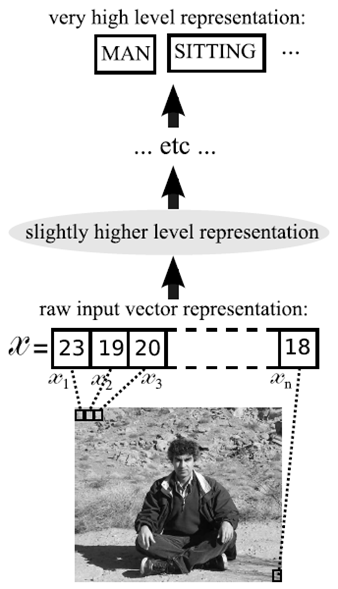 very high level representation:
MAN SITTING ...
... etc ...
slightly higher level representation
raw input vector representation:
x = 23 19 20 18
x₁ x₂ x₃ xₙ